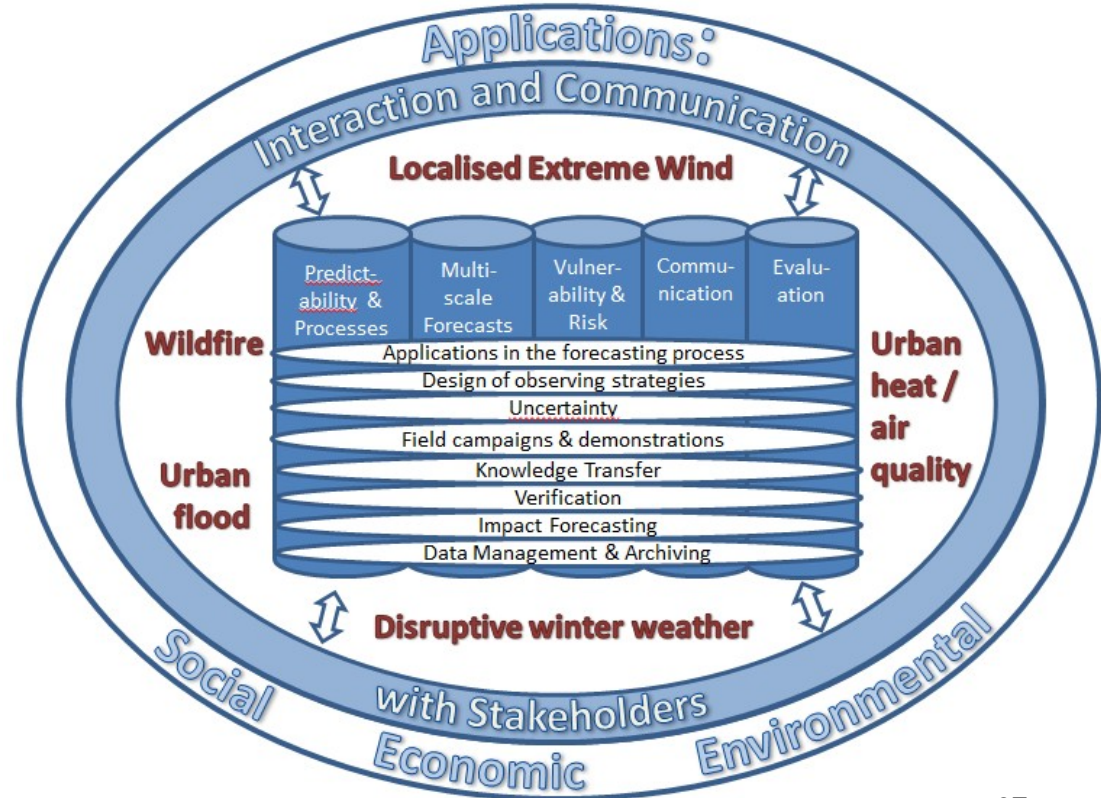 Applications:
Interaction and Communication
Localised Extreme Wind
Predict-
ability &
Processes
Multi-
scale
Forecasts
Vulner-
ability &
Risk
Commu-
nication
Evalu-
ation
Wildfire
Urban
flood
Applications in the forecasting process
Design of observing strategies
Uncertainty
Field campaigns & demonstrations
Knowledge Transfer
Verification
Impact Forecasting
Data Management & Archiving
Urban
heat /
air
quality
Disruptive winter weather
with Stakeholders
Social
Economic
Environmental